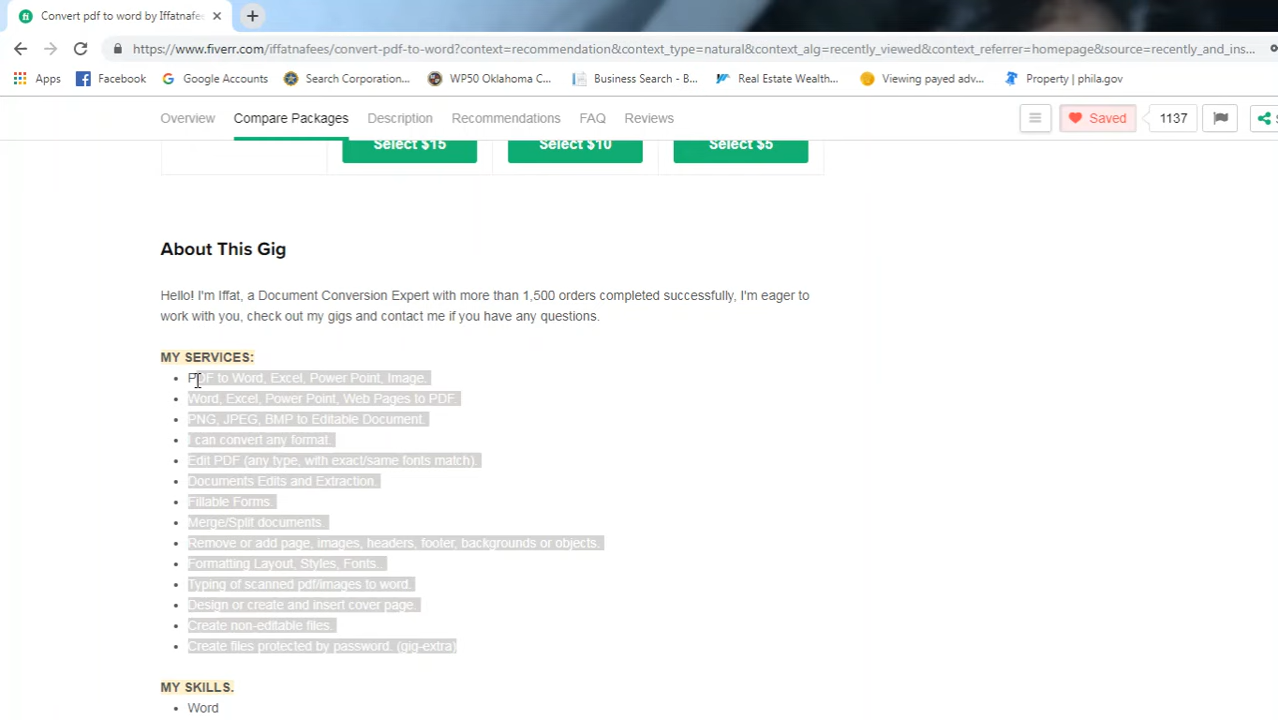 Convert pdf to word by Iffatnafe
https://www.fiverr.com/iffatnafees/convert-pdf-to-word?context=recommendation&context_type=natural&context_alg=recently_viewed&context_referrer=homepage&source=recently_and_ins...
Apps Facebook Google Accounts Search Corporation... WP50 Oklahoma C... Business Search - B... Real Estate Wealth... Viewing payed adv... Property | phila.gov
Overview Compare Packages Description Recommendations FAQ Reviews Saved 1137
Select $15 Select $10 Select $5
About This Gig
Hello! I'm Iffat, a Document Conversion Expert with more than 1,500 orders completed successfully, I'm eager to
work with you, check out my gigs and contact me if you have any questions.
MY SERVICES:
• PDF to Word, Excel, Power Point, Image.
• Word, Excel, Power Point, Web Pages to PDF.
• PNG, JPEG, BMP to Editable Document.
• I can convert any format.
• Edit PDF (any type, with exact/same fonts match).
• Documents Edits and Extraction.
• Fillable Forms.
• Merge/Split documents.
• Remove or add page, images, headers, footer, backgrounds or objects.
• Formatting Layout, Styles, Fonts.
• Typing of scanned pdf/images to word.
• Design or create and insert cover page.
• Create non-editable files.
• Create files protected by password. (gig-extra)
MY SKILLS.
• Word